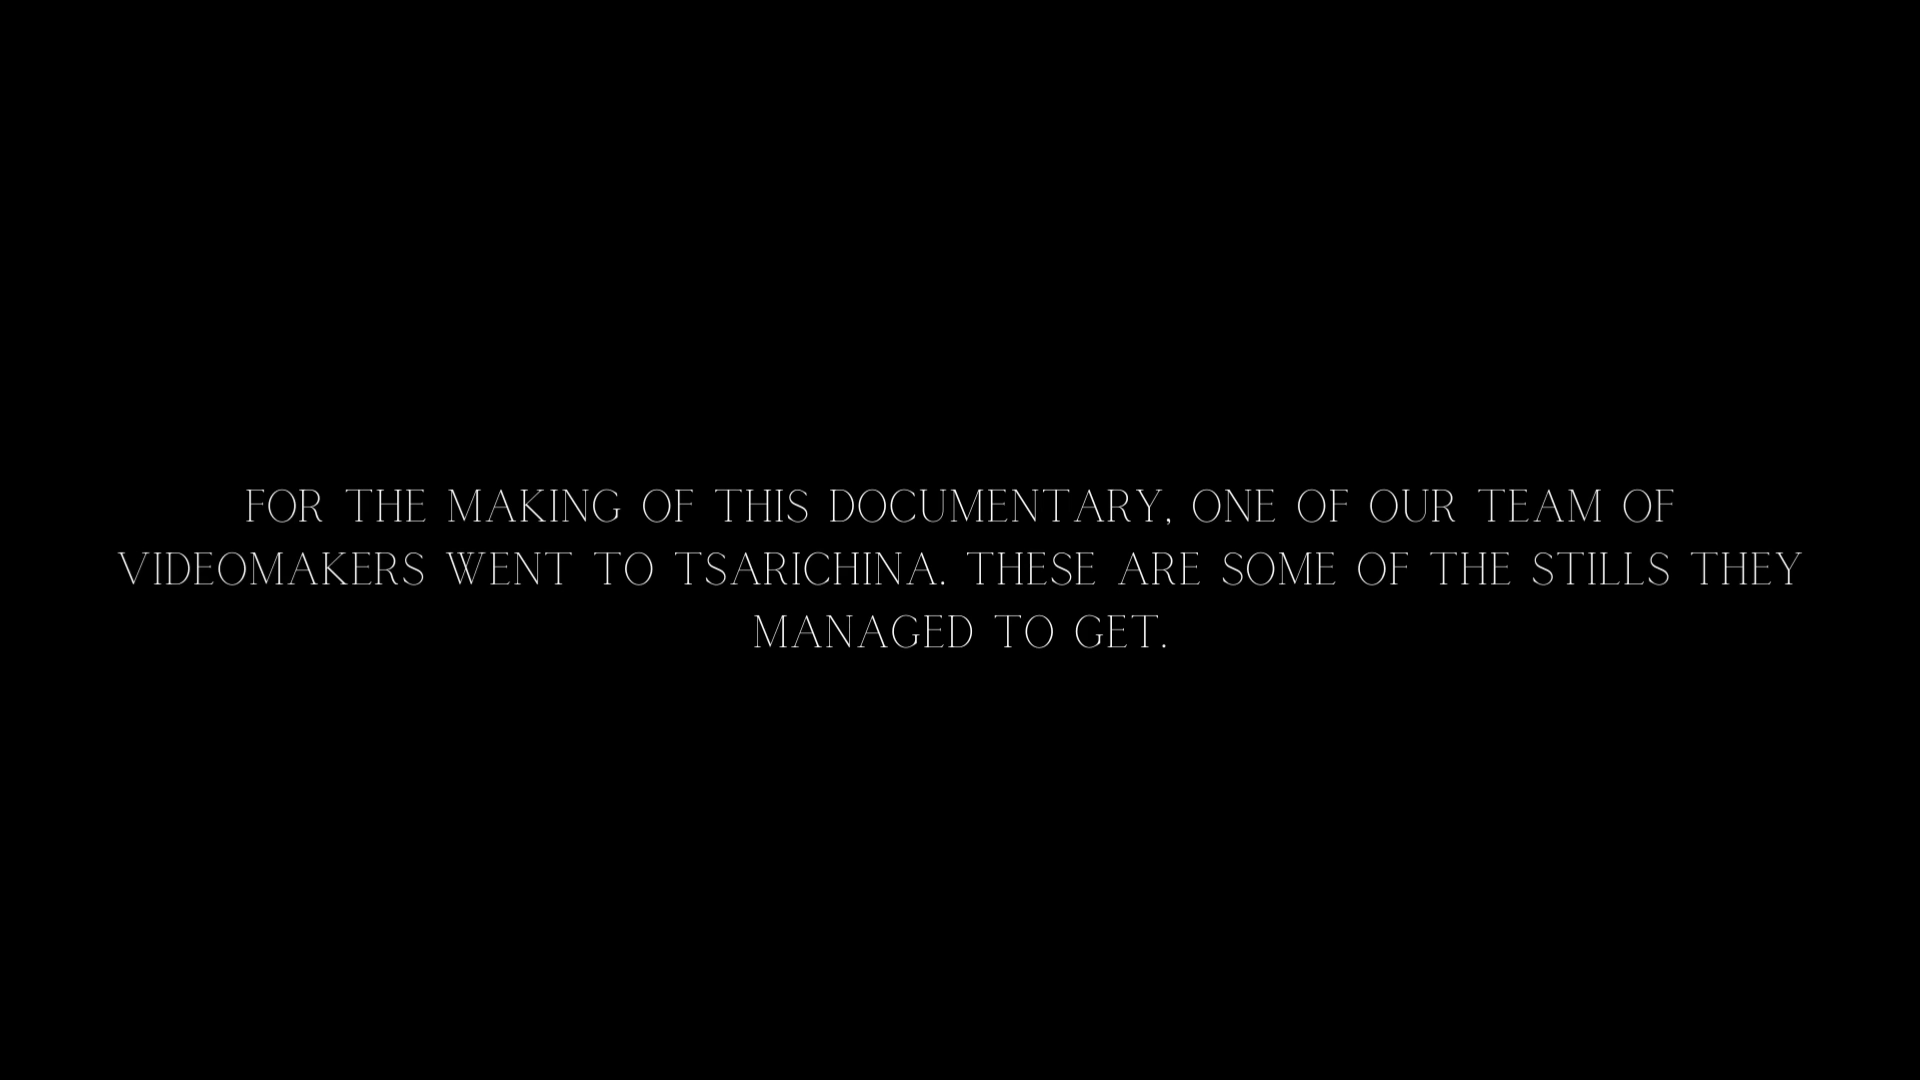 FOR THE MAKING OF THIS DOCUMENTARY, ONE OF OUR TEAM OF
VIDEOMAKERS WENT TO TSARICHINA. THESE ARE SOME OF THE STILLS THEY
MANAGED TO GET.